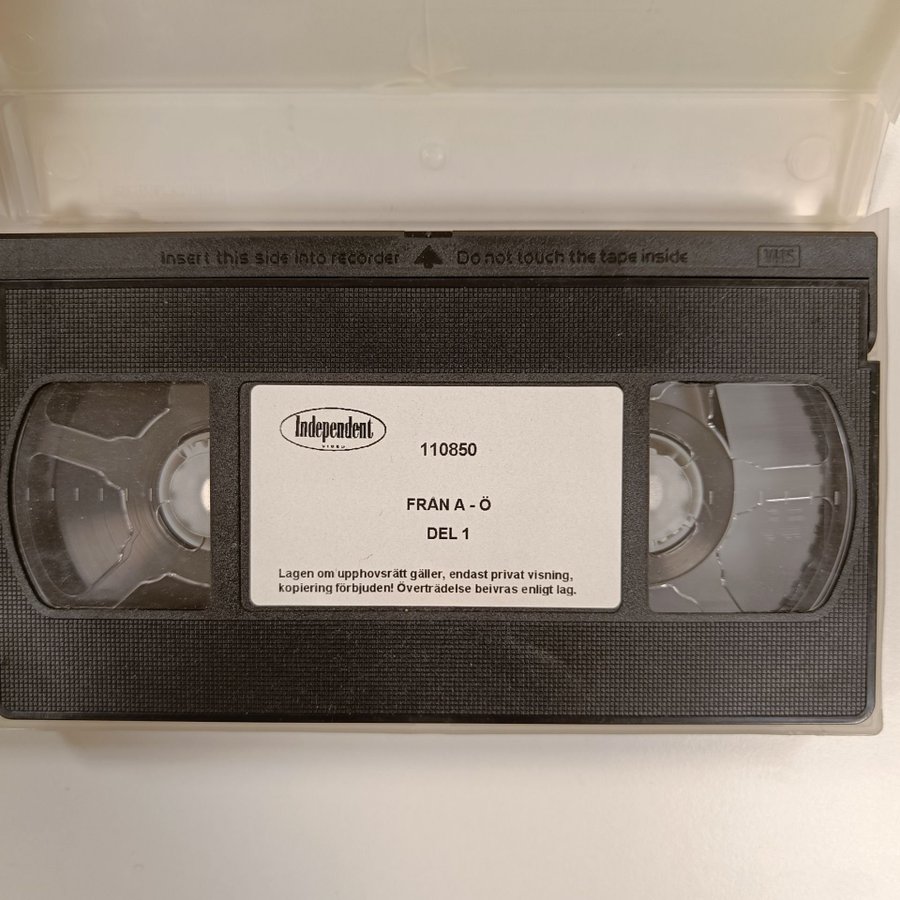 Insert this side into recorder Do not touch the tape inside VHS
Independent
VIDEO
110850
FRÅN A - Ö
DEL 1
Lagen om upphovsrätt gäller, endast privat visning,
kopiering förbjuden! Överträdelse beivras enligt lag.